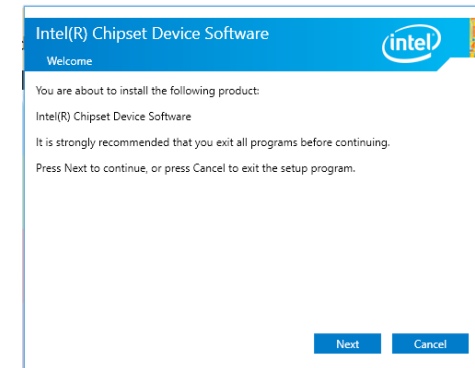 Intel(R) Chipset Device Software
intel
Welcome
You are about to install the following product:
Intel(R) Chipset Device Software
It is strongly recommended that you exit all programs before continuing.
Press Next to continue, or press Cancel to exit the setup program.
Next
Cancel